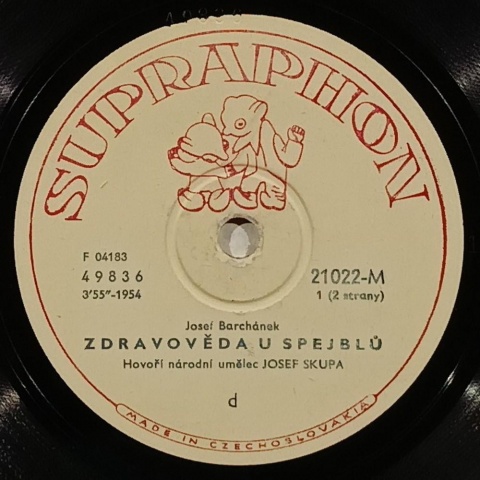 49836
SUPRAPHON
F 04183
49836
3'55"-1954
21022-M
1 (2 strany)
Josef Barchánek
ZDRAVOVĚDA U SPEJBLŮ
Hovoří národní umělec JOSEF SKUPA
d
MADE IN CZECHOSLOVAKIA